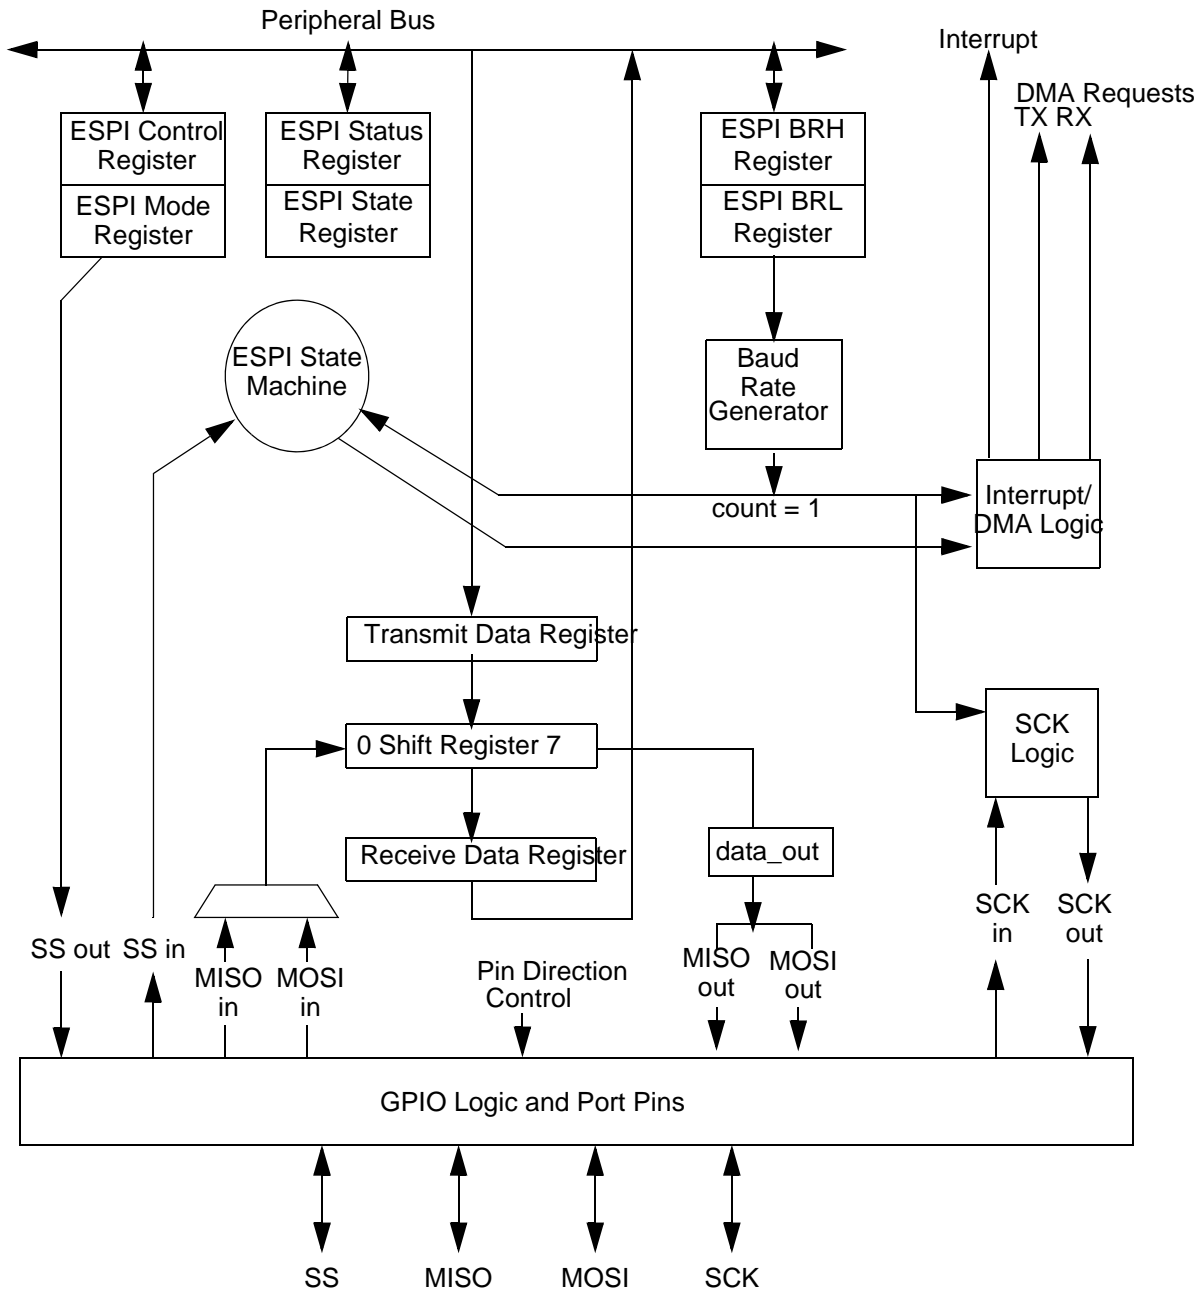 Peripheral Bus
Interrupt
DMA Requests
TX RX
ESPI Control
Register
ESPI Mode
Register
ESPI Status
Register
ESPI State
Register
ESPI BRH
Register
ESPI BRL
Register
ESPI State
Machine
Baud
Rate
Generator
count = 1
Interrupt/
DMA Logic
Transmit Data Register
0 Shift Register 7
SCK
Logic
Receive Data Register
data_out
SS out
SS in
MISO
in
MOSI
in
Pin Direction
Control
MISO
out
MOSI
out
SCK
in
SCK
out
GPIO Logic and Port Pins
SS
MISO
MOSI
SCK